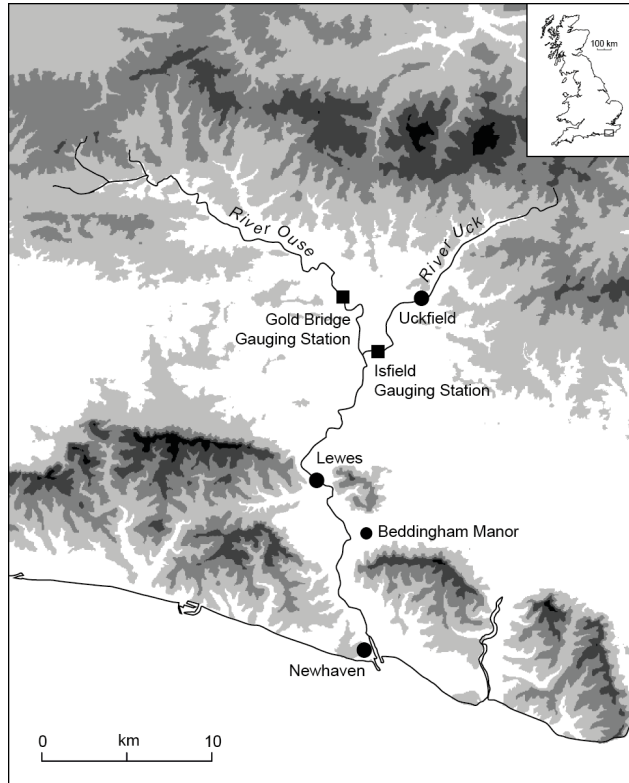 100 km
River Ouse
River Uck
Gold Bridge
Gauging Station
Uckfield
Isfield
Gauging Station
Lewes
Beddingham Manor
Newhaven
0 km 10